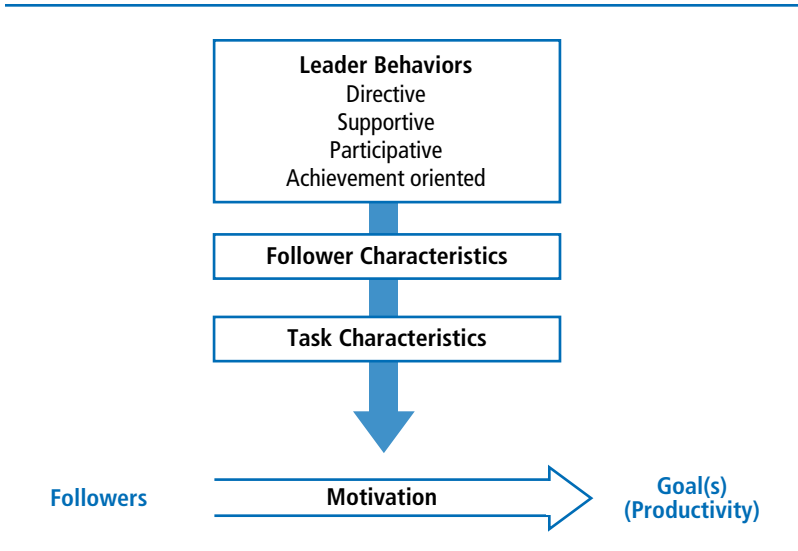 Leader Behaviors
Directive
Supportive
Participative
Achievement oriented
Follower Characteristics
Task Characteristics
Followers
Motivation
Goal(s)
(Productivity)